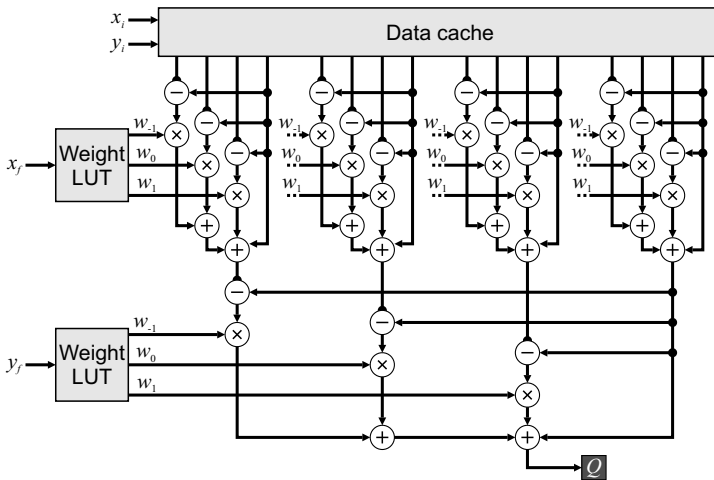 x_i
y_i
Data cache
− − − −
− − − −
w_-1 × w_-1 × w_-1 × w_-1 ×
x_f Weight LUT w_0 × w_0 × w_0 × w_0 ×
− − − −
w_1 × w_1 × w_1 × w_1 ×
+ + + +
+ + + +
−
−
w_-1 ×
−
y_f Weight LUT w_0 ×
w_1 ×
+ +
Q